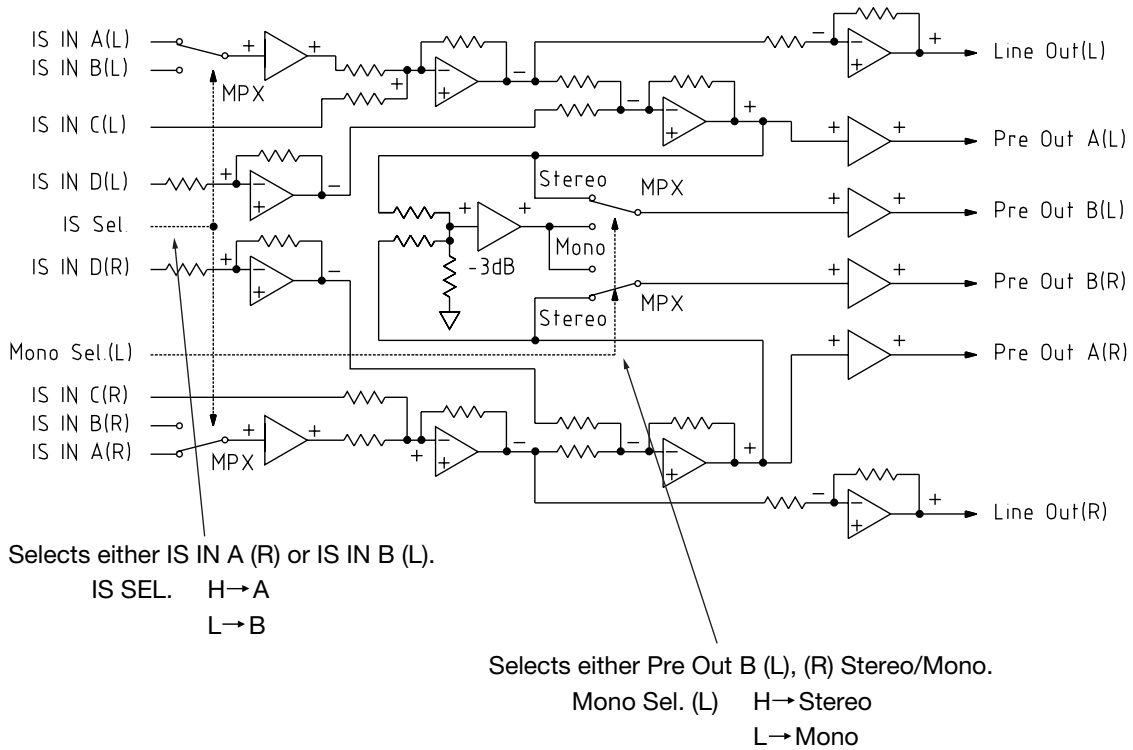 IS IN A(L)
IS IN B(L)
MPX
IS IN C(L)
IS IN D(L)
IS Sel.
IS IN D(R)
Mono Sel.(L)
IS IN C(R)
IS IN B(R)
IS IN A(R)
MPX
Stereo
MPX
Mono
-3dB
MPX
Stereo
Line Out(L)
Pre Out A(L)
Pre Out B(L)
Pre Out B(R)
Pre Out A(R)
Line Out(R)
Selects either IS IN A (R) or IS IN B (L).
IS SEL. H→A
L→B
Selects either Pre Out B (L), (R) Stereo/Mono.
Mono Sel. (L) H→Stereo
L→Mono